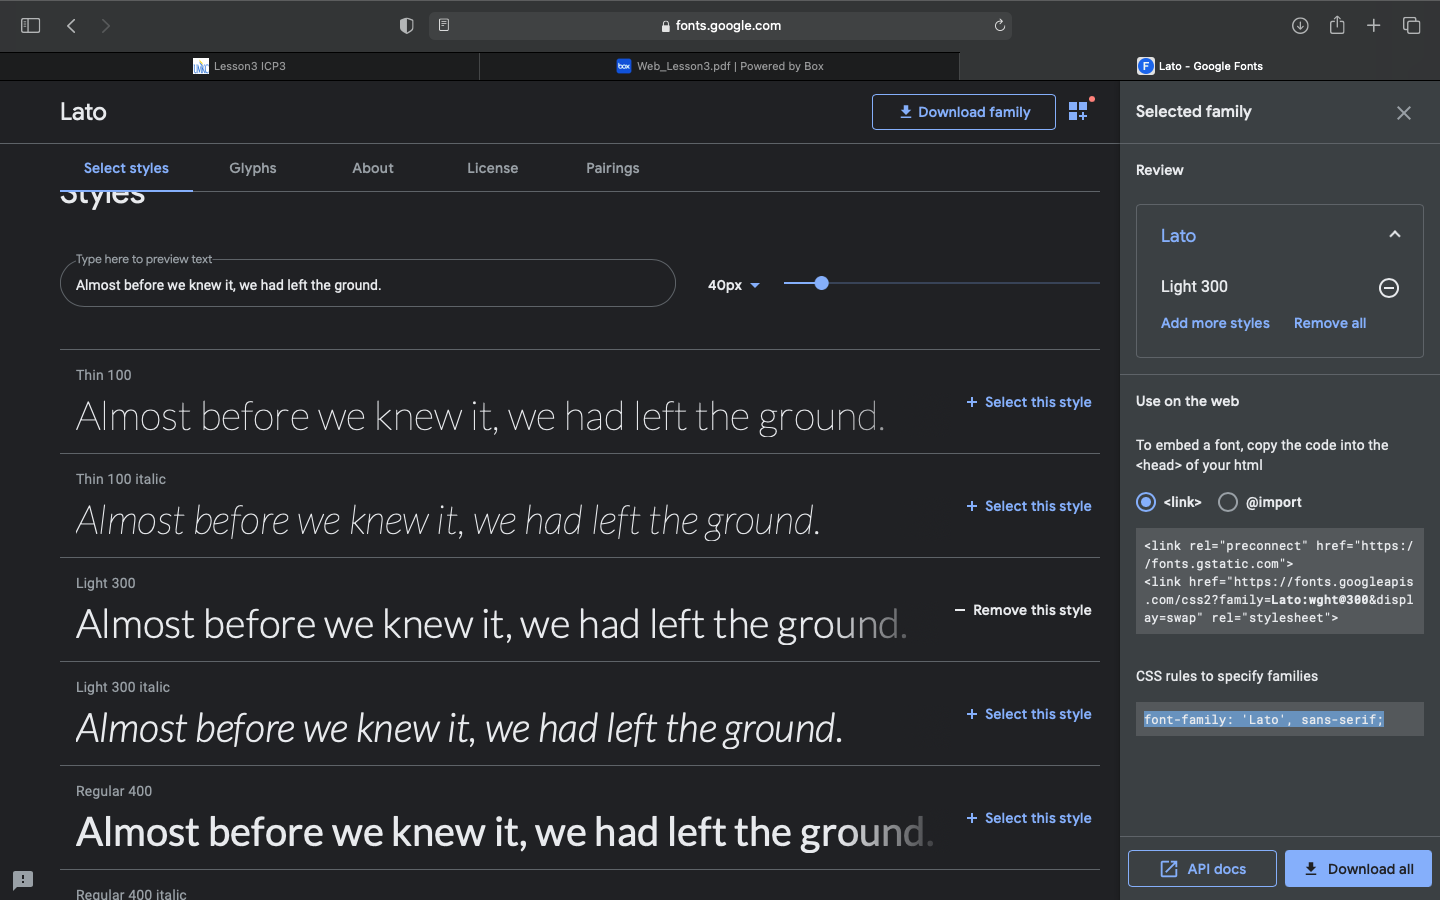 fonts.google.com
Lesson3 ICP3
box Web_Lesson3.pdf | Powered by Box
F Lato - Google Fonts
Lato
Download family
Select styles
Glyphs
About
License
Pairings
Styles
Type here to preview text
Almost before we knew it, we had left the ground.
40px
Thin 100
Almost before we knew it, we had left the ground.
+ Select this style
Thin 100 italic
Almost before we knew it, we had left the ground.
+ Select this style
Light 300
Almost before we knew it, we had left the ground.
− Remove this style
Light 300 italic
Almost before we knew it, we had left the ground.
+ Select this style
Regular 400
Almost before we knew it, we had left the ground.
+ Select this style
Regular 400 italic
Selected family
Review
Lato
Light 300
Add more styles
Remove all
Use on the web
To embed a font, copy the code into the
<head> of your html
<link>
@import
<link rel="preconnect" href="https:/
/fonts.gstatic.com">
<link href="https://fonts.googleapis
.com/css2?family=Lato:wght@300&displ
ay=swap" rel="stylesheet">
CSS rules to specify families
font-family: 'Lato', sans-serif;
API docs
Download all